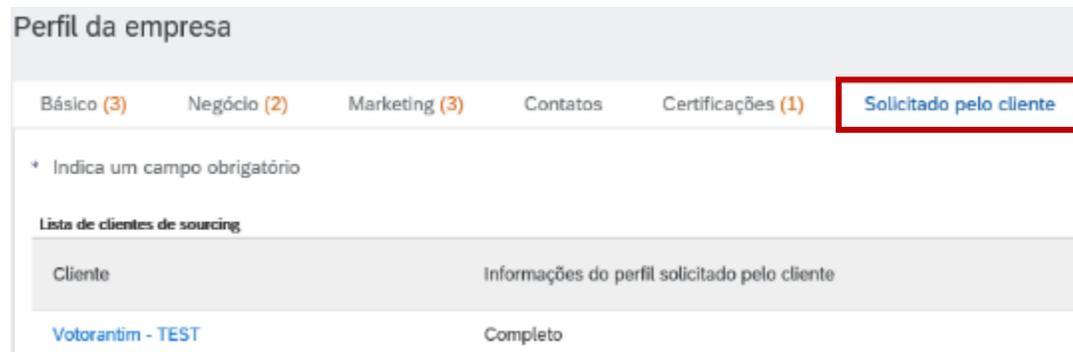 Perfil da empresa
Básico (3) Negócio (2) Marketing (3) Contatos Certificações (1) Solicitado pelo cliente
* Indica um campo obrigatório
Lista de clientes de sourcing
Cliente Informações do perfil solicitado pelo cliente
Votorantim - TEST Completo